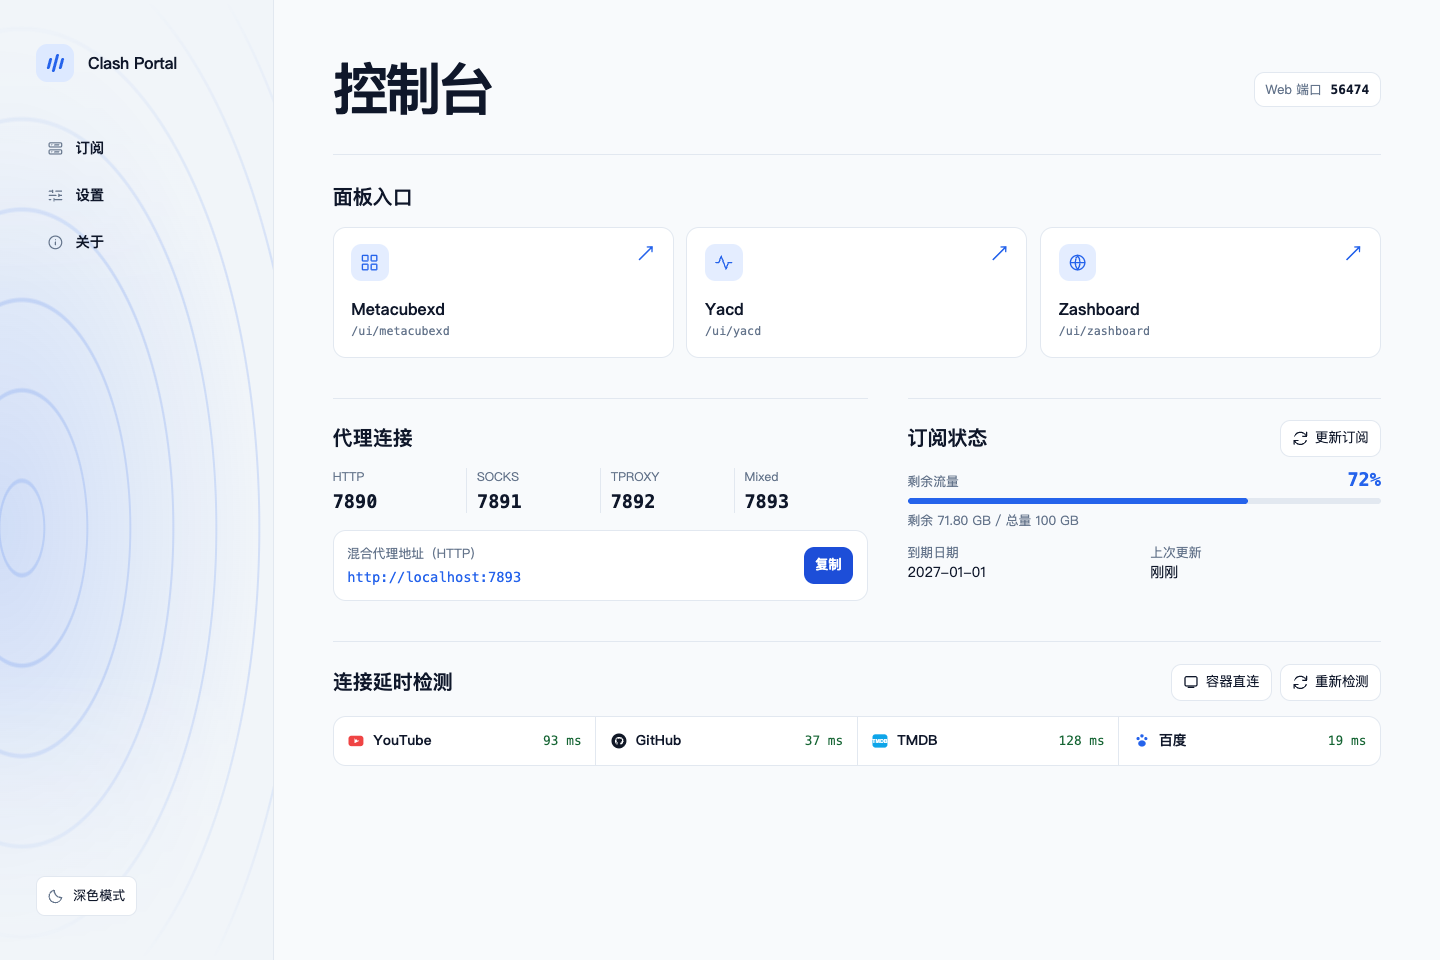 Clash Portal
订阅
设置
关于
深色模式
控制台
Web 端口 56474
面板入口
Metacubexd
/ui/metacubexd
Yacd
/ui/yacd
Zashboard
/ui/zashboard
代理连接
HTTP
7890
SOCKS
7891
TPROXY
7892
Mixed
7893
混合代理地址（HTTP）
http://localhost:7893
复制
订阅状态
更新订阅
剩余流量
72%
剩余 71.80 GB / 总量 100 GB
到期日期
2027-01-01
上次更新
刚刚
连接延时检测
容器直连
重新检测
YouTube 93 ms
GitHub 37 ms
TMDB TMDB 128 ms
百度 19 ms